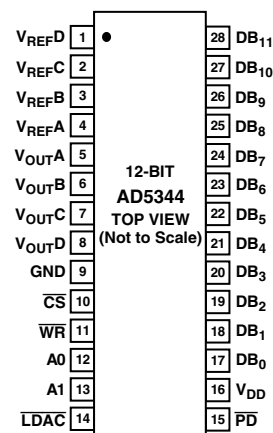 VREFD 1 28 DB11
VREFC 2 27 DB10
VREFB 3 26 DB9
VREFA 4 25 DB8
VOUTA 5 24 DB7
VOUTB 6 23 DB6
VOUTC 7 22 DB5
VOUTD 8 21 DB4
GND 9 20 DB3
CS 10 19 DB2
WR 11 18 DB1
A0 12 17 DB0
A1 13 16 VDD
LDAC 14 15 PD
12-BIT
AD5344
TOP VIEW
(Not to Scale)